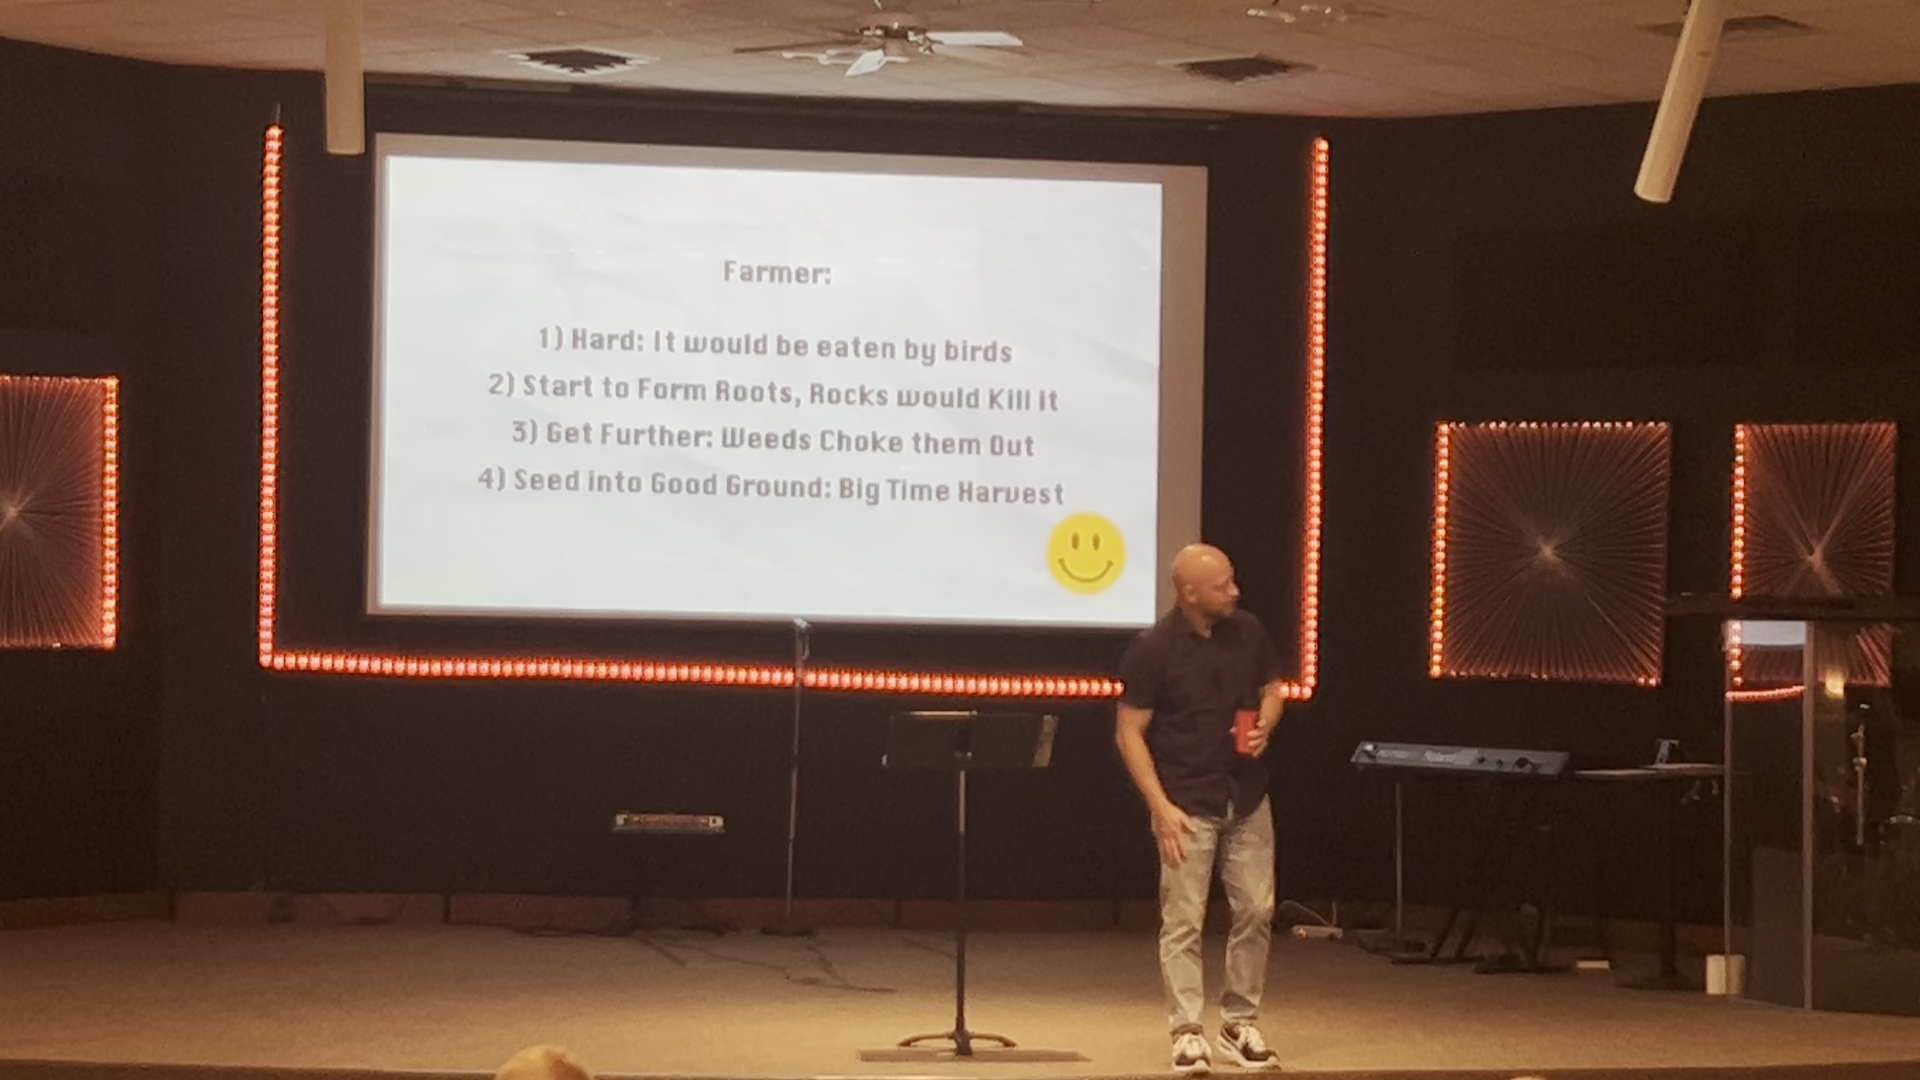 Farmer:
1) Hard: It would be eaten by birds
2) Start to Form Roots, Rocks would Kill it
3) Get Further: Weeds Choke them Out
4) Seed into Good Ground: Big Time Harvest
Roland